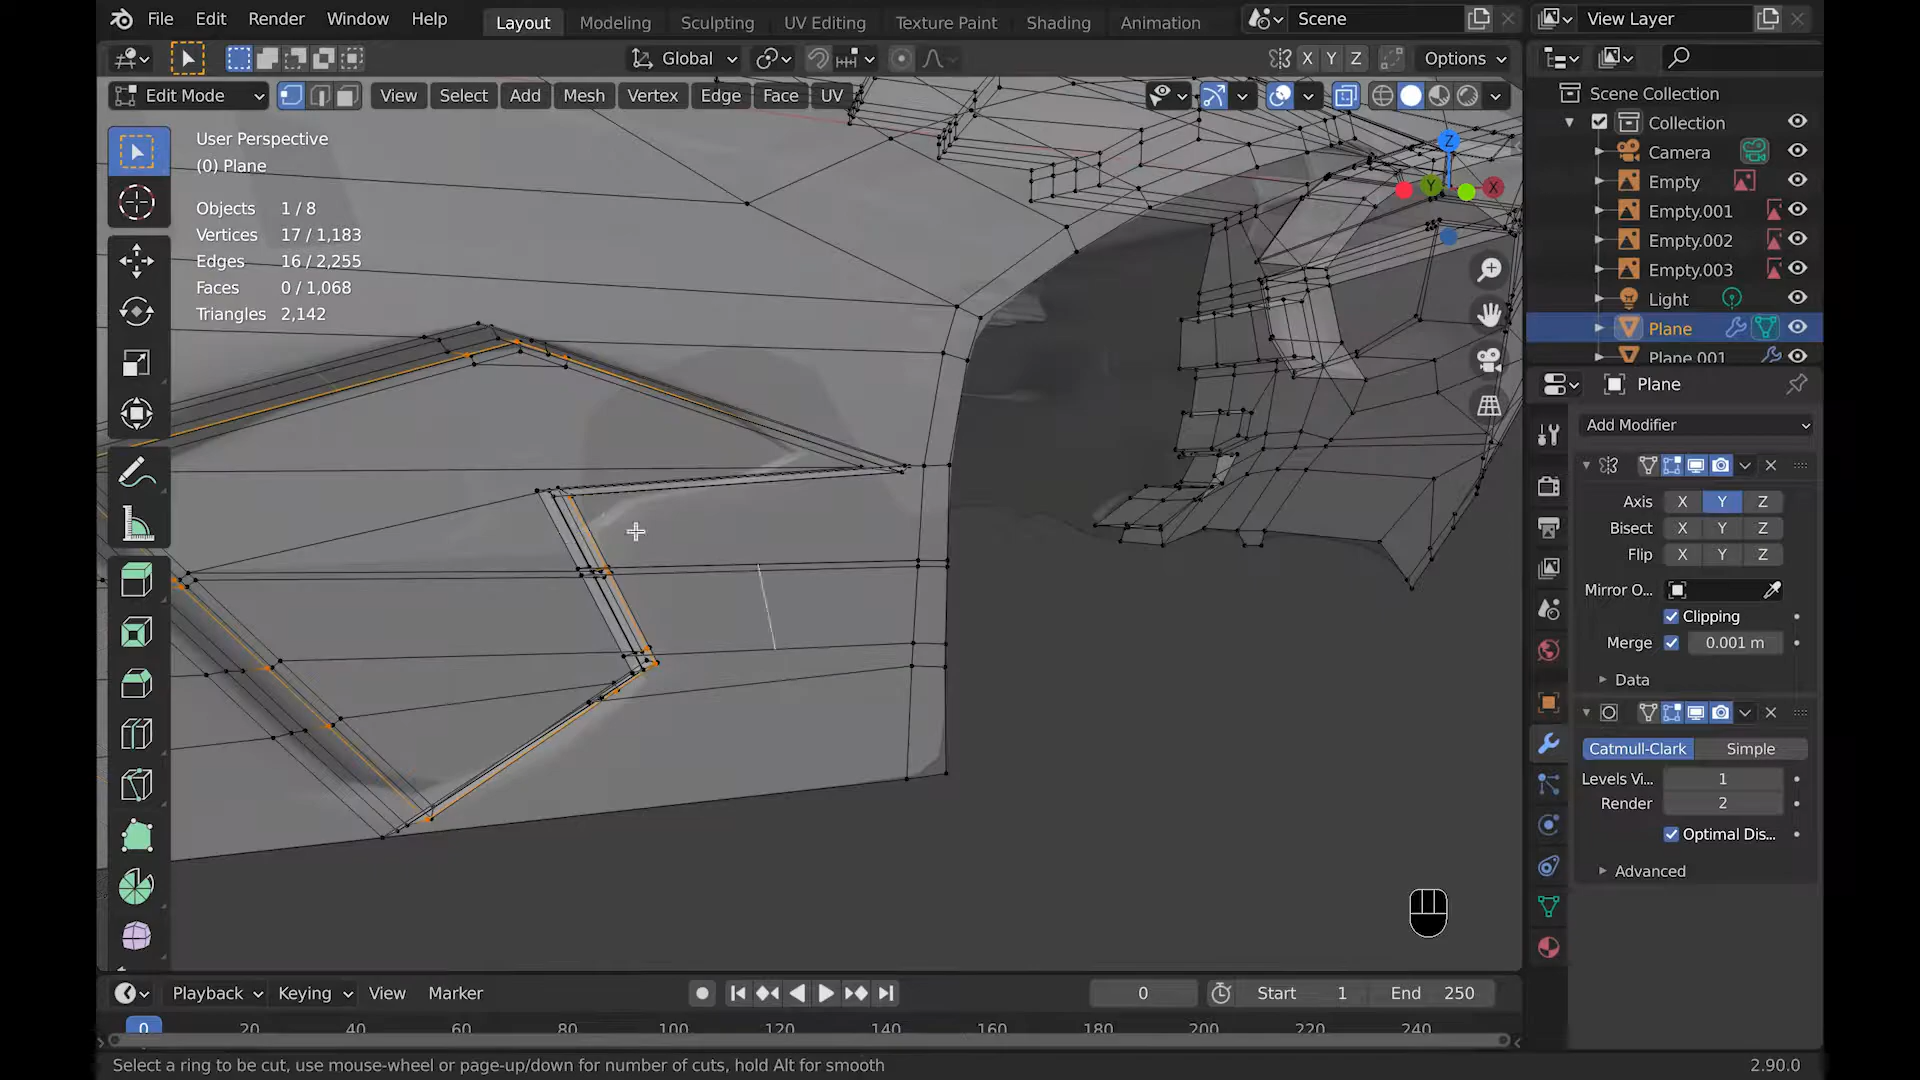 File Edit Render Window Help Layout Modeling Sculpting UV Editing Texture Paint Shading Animation Scene View Layer
Global X Y Z Options
Edit Mode View Select Add Mesh Vertex Edge Face UV
User Perspective
(0) Plane
Objects 1 / 8
Vertices 17 / 1,183
Edges 16 / 2,255
Faces 0 / 1,068
Triangles 2,142
Z
Y
X
Scene Collection
Collection
Camera
Empty
Empty.001
Empty.002
Empty.003
Light
Plane
Plane.001
Plane
Add Modifier
Axis X Y Z
Bisect X Y Z
Flip X Y Z
Mirror O...
Clipping
Merge 0.001 m
Data
Catmull-Clark Simple
Levels Vi... 1
Render 2
Optimal Dis...
Advanced
Playback Keying View Marker 0 Start 1 End 250
0 20 40 60 80 100 120 140 160 180 200 220 240
Select a ring to be cut, use mouse-wheel or page-up/down for number of cuts, hold Alt for smooth 2.90.0